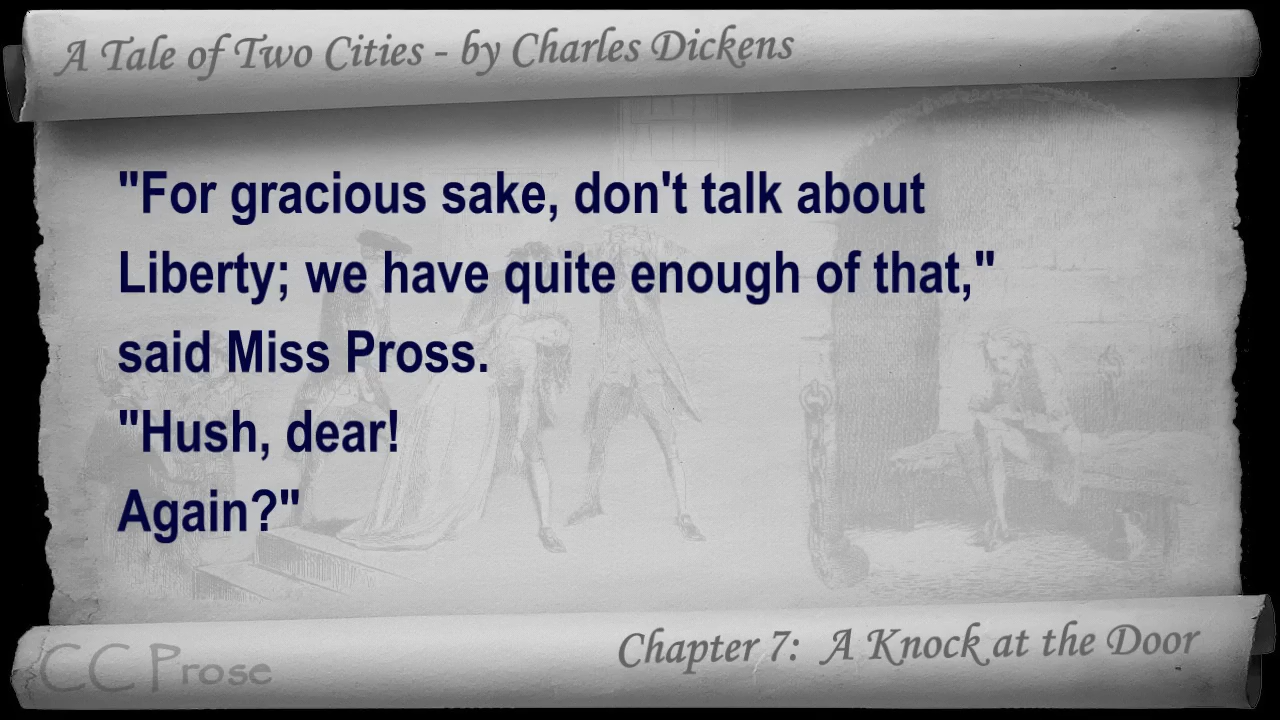 A Tale of Two Cities - by Charles Dickens
"For gracious sake, don't talk about
Liberty; we have quite enough of that,"
said Miss Pross.
"Hush, dear!
Again?"
Chapter 7: A Knock at the Door
CC Prose